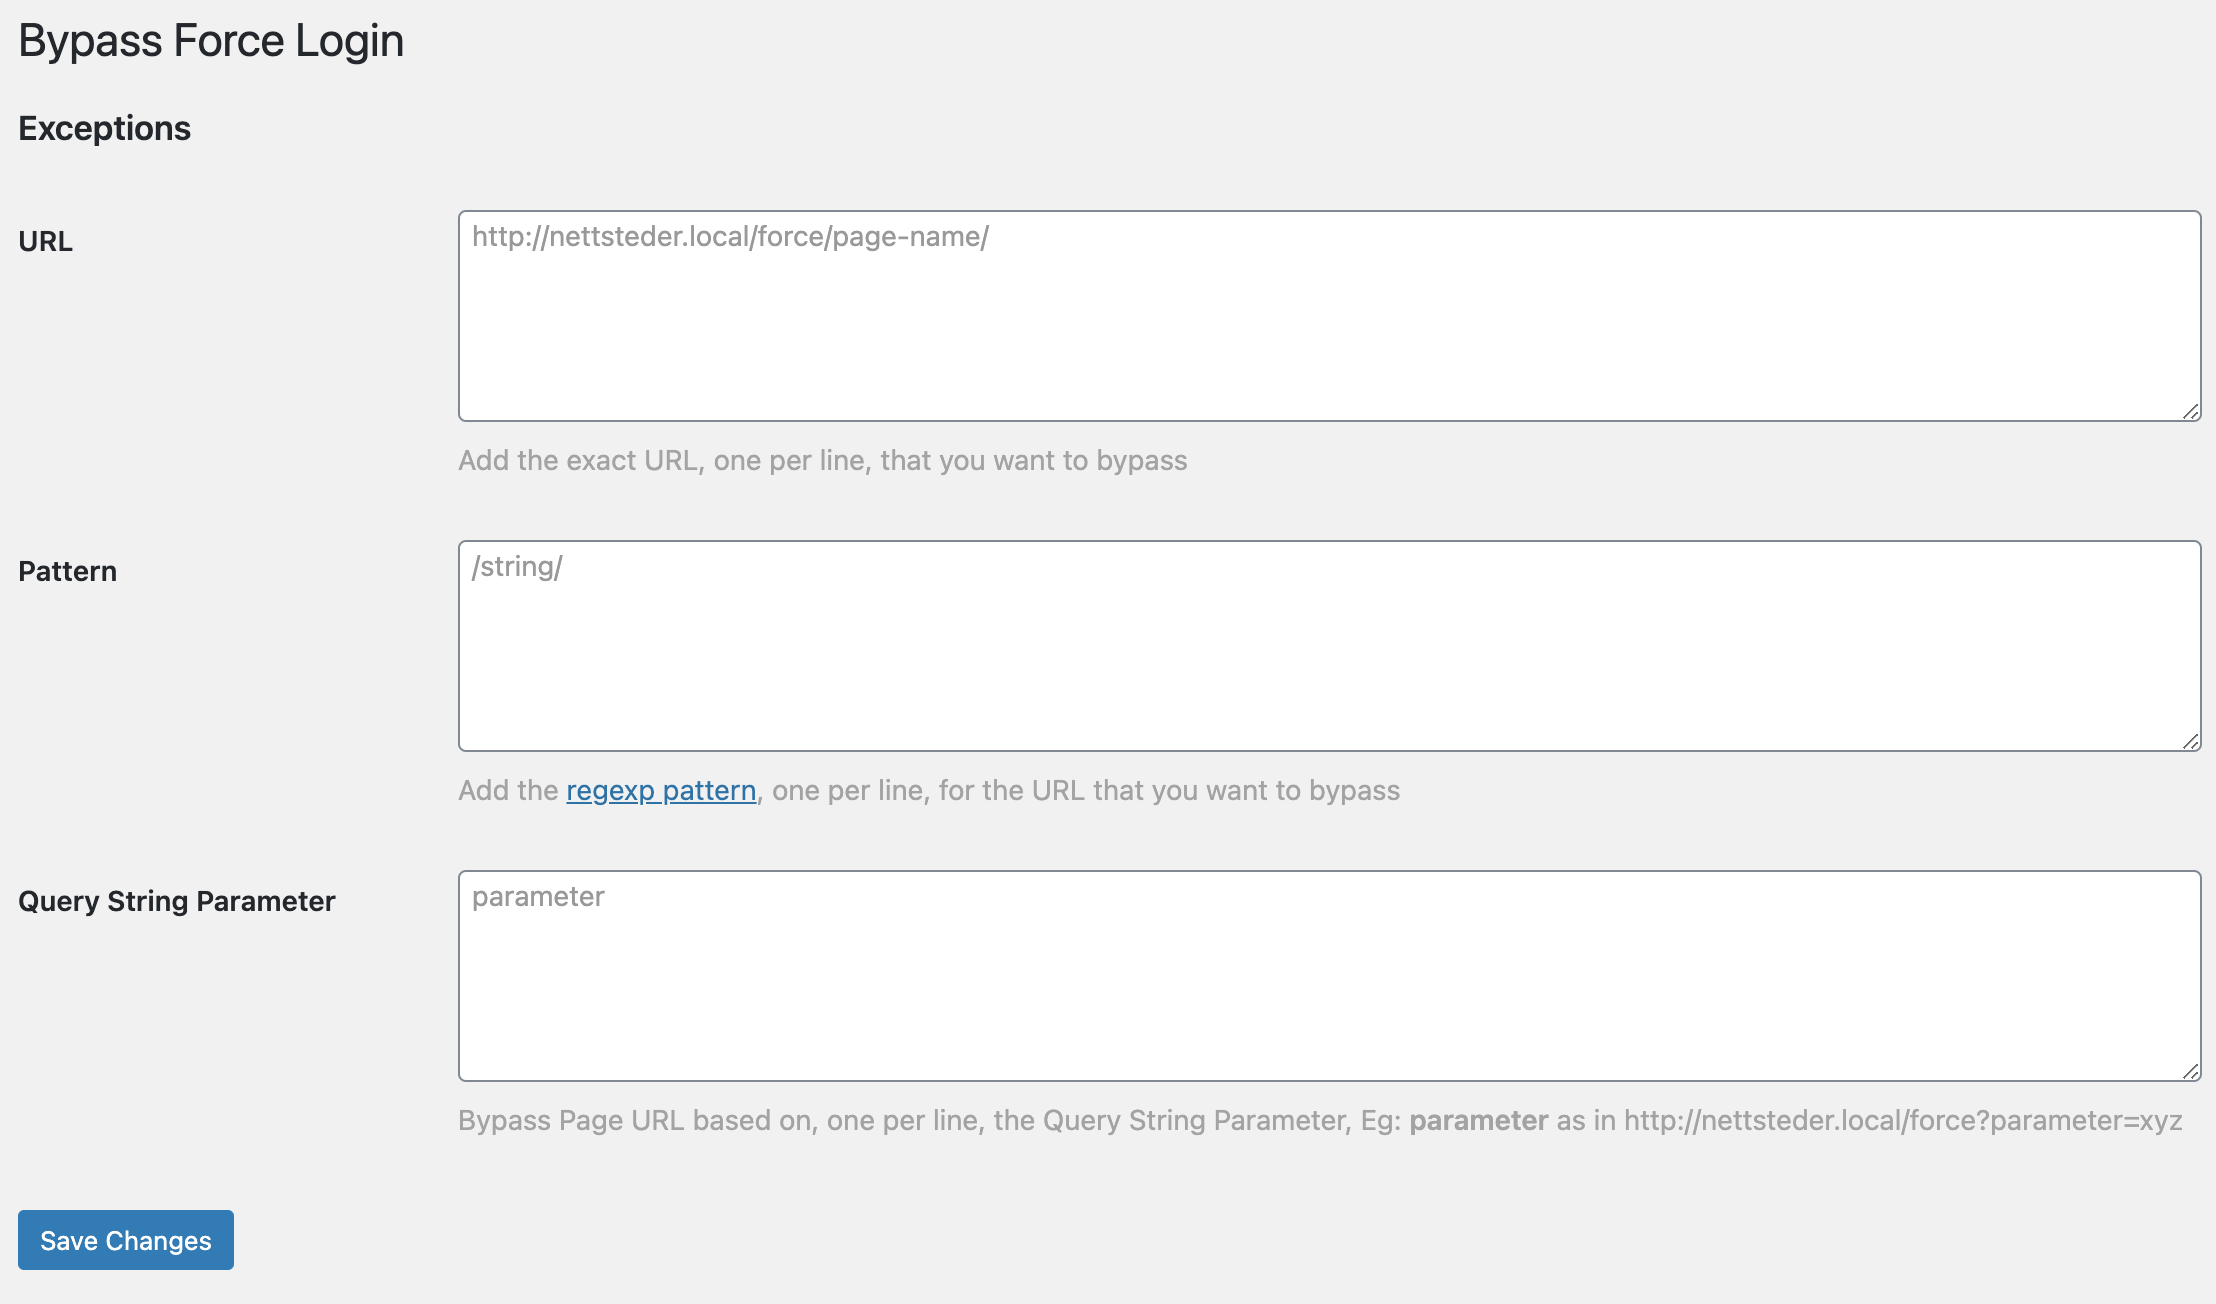 Bypass Force Login
Exceptions
URL
http://nettsteder.local/force/page-name/
Add the exact URL, one per line, that you want to bypass
Pattern
/string/
Add the regexp pattern, one per line, for the URL that you want to bypass
Query String Parameter
parameter
Bypass Page URL based on, one per line, the Query String Parameter, Eg: parameter as in http://nettsteder.local/force?parameter=xyz
Save Changes